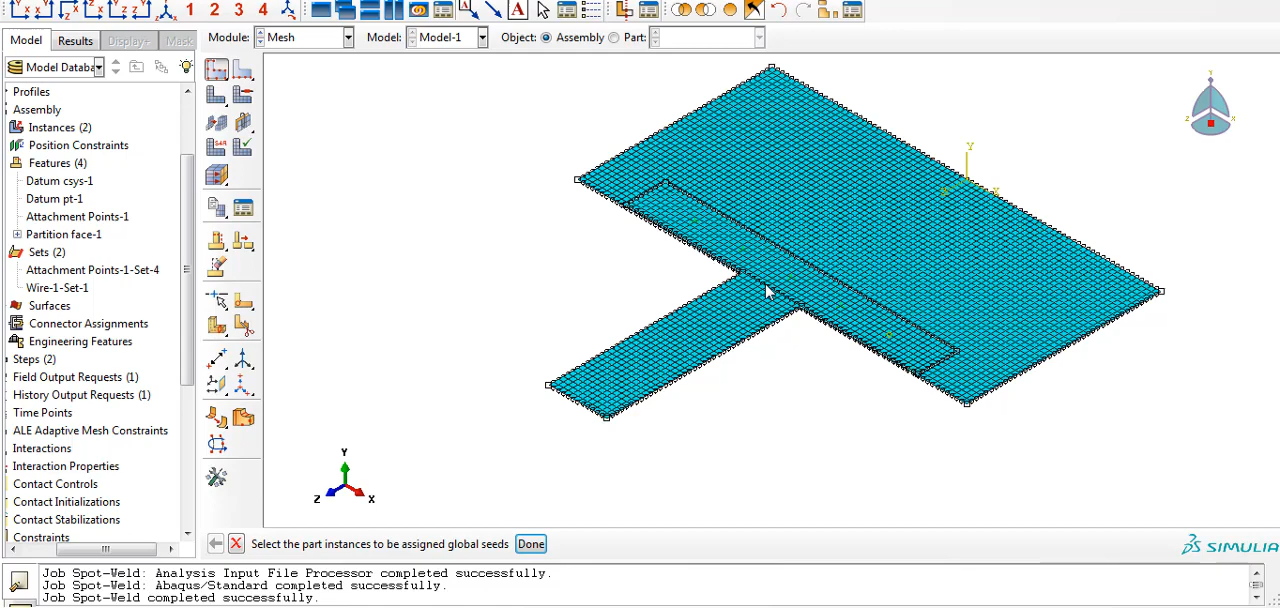 1 2 3 4
Model Results Display+ Mask
Module: Mesh Model: Model-1 Object: Assembly Part:
Model Databa
Profiles
Assembly
Instances (2)
Position Constraints
Features (4)
Datum csys-1
Datum pt-1
Attachment Points-1
Partition face-1
Sets (2)
Attachment Points-1-Set-4
Wire-1-Set-1
Surfaces
Connector Assignments
Engineering Features
Steps (2)
Field Output Requests (1)
History Output Requests (1)
Time Points
ALE Adaptive Mesh Constraints
Interactions
Interaction Properties
Contact Controls
Contact Initializations
Contact Stabilizations
Constraints
Y
X
Y
Z X
Y
Z X
Select the part instances to be assigned global seeds Done
SIMULIA
Job Spot-Weld: Analysis Input File Processor completed successfully.
Job Spot-Weld: Abaqus/Standard completed successfully.
Job Spot-Weld completed successfully.